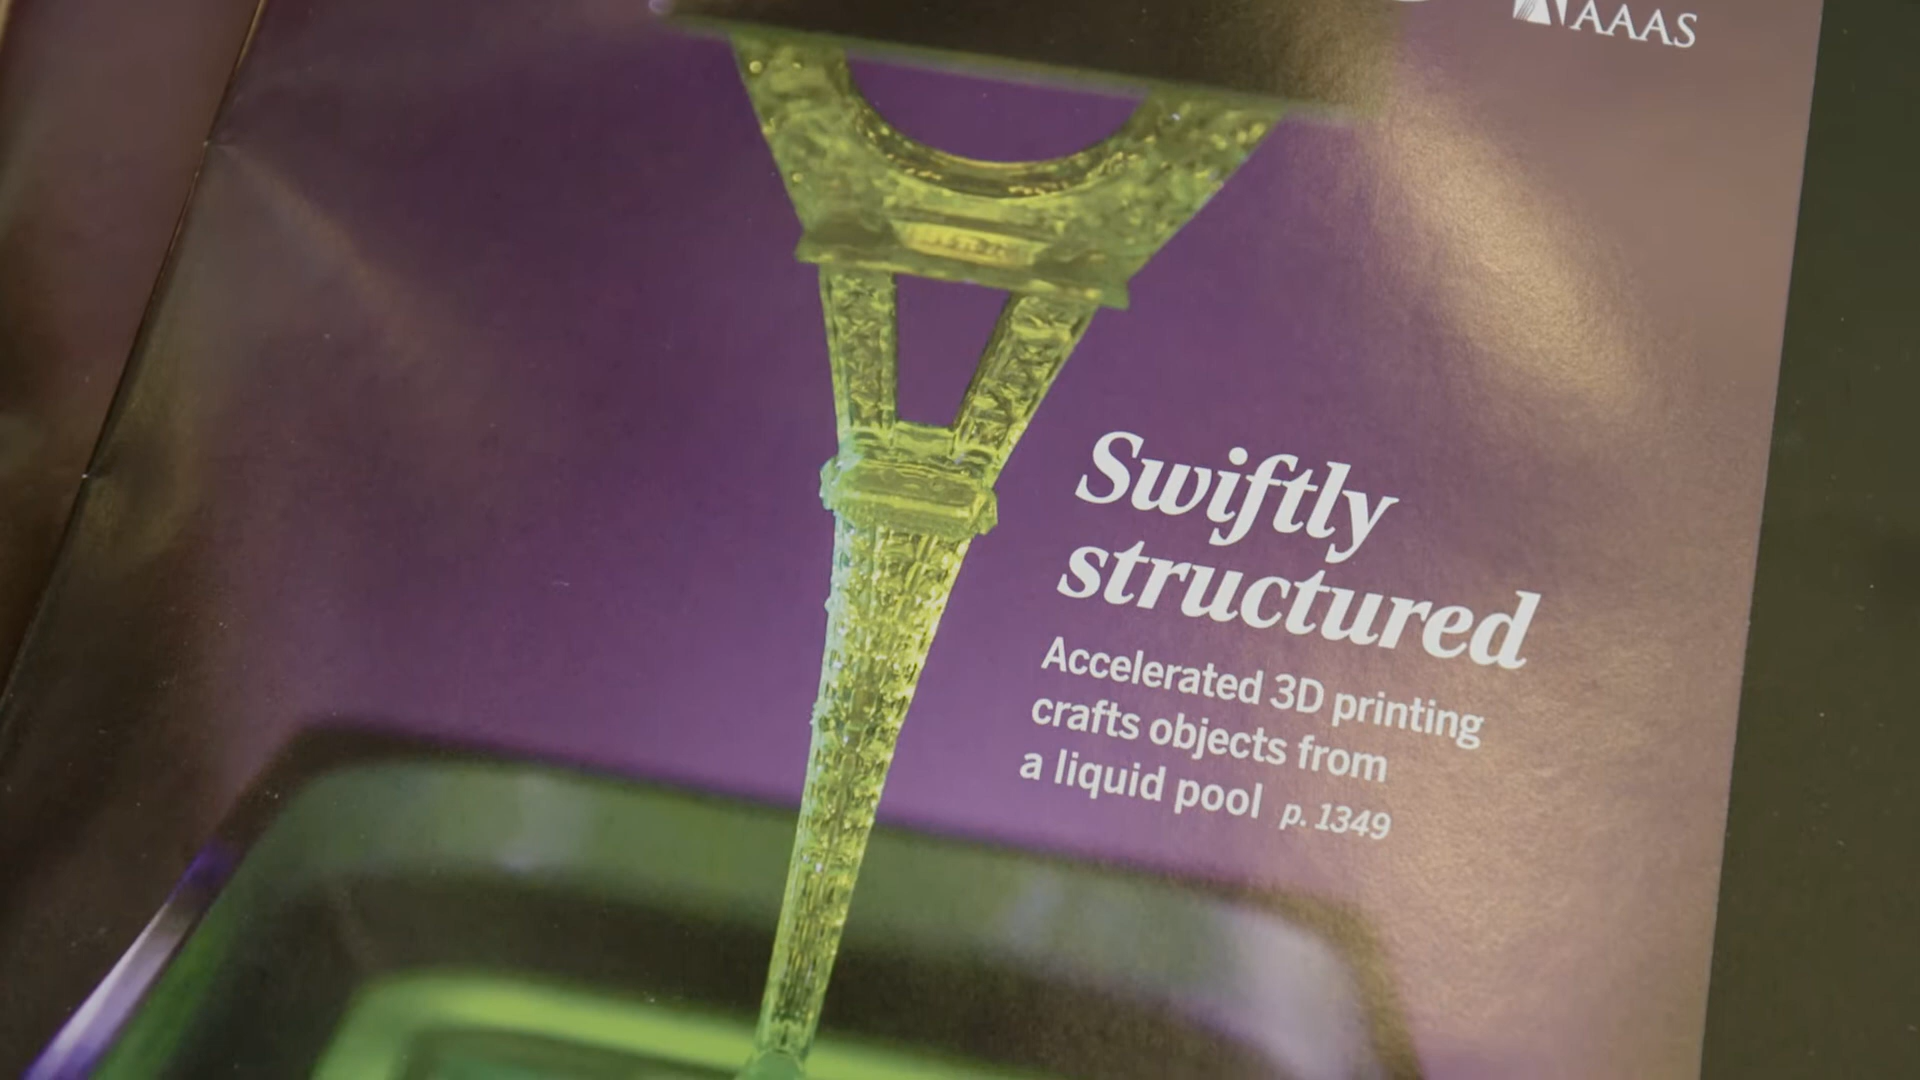 AAAS
Swiftly
structured
Accelerated 3D printing
crafts objects from
a liquid pool p. 1349